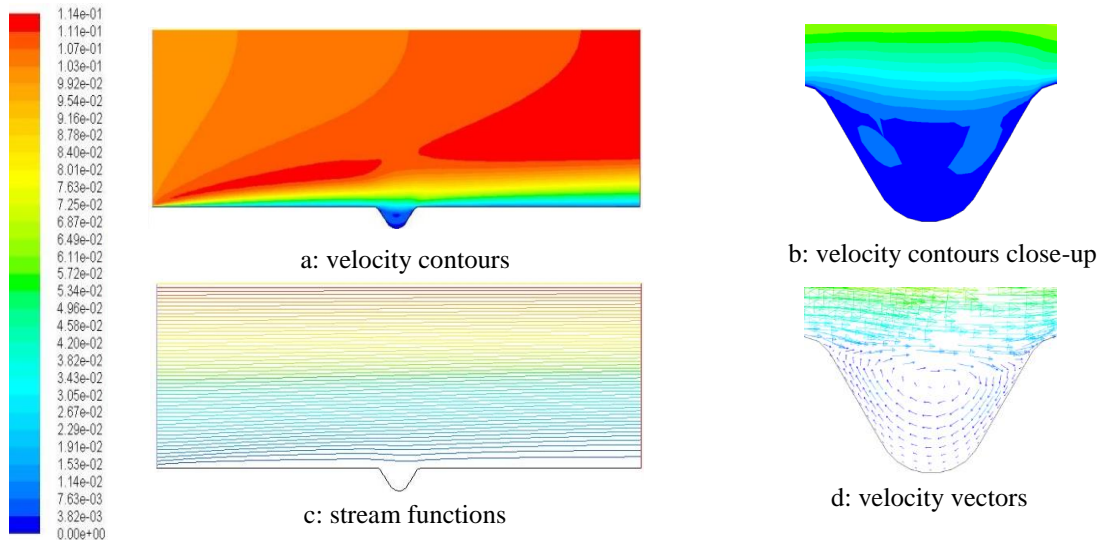 1.14e-01
1.11e-01
1.07e-01
1.03e-01
9.92e-02
9.54e-02
9.16e-02
8.78e-02
8.40e-02
8.01e-02
7.63e-02
7.25e-02
6.87e-02
6.49e-02
6.11e-02
5.72e-02
5.34e-02
4.96e-02
4.58e-02
4.20e-02
3.82e-02
3.43e-02
3.05e-02
2.67e-02
2.29e-02
1.91e-02
1.53e-02
1.14e-02
7.63e-03
3.82e-03
0.00e+00
a: velocity contours
b: velocity contours close-up
c: stream functions
d: velocity vectors